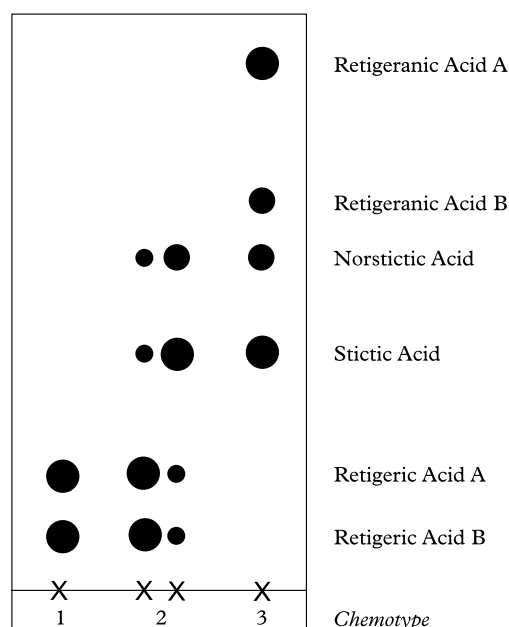 Retigeranic Acid A
Retigeranic Acid B
Norstictic Acid
Stictic Acid
Retigeric Acid A
Retigeric Acid B
X X X X
1 2 3 Chemotype